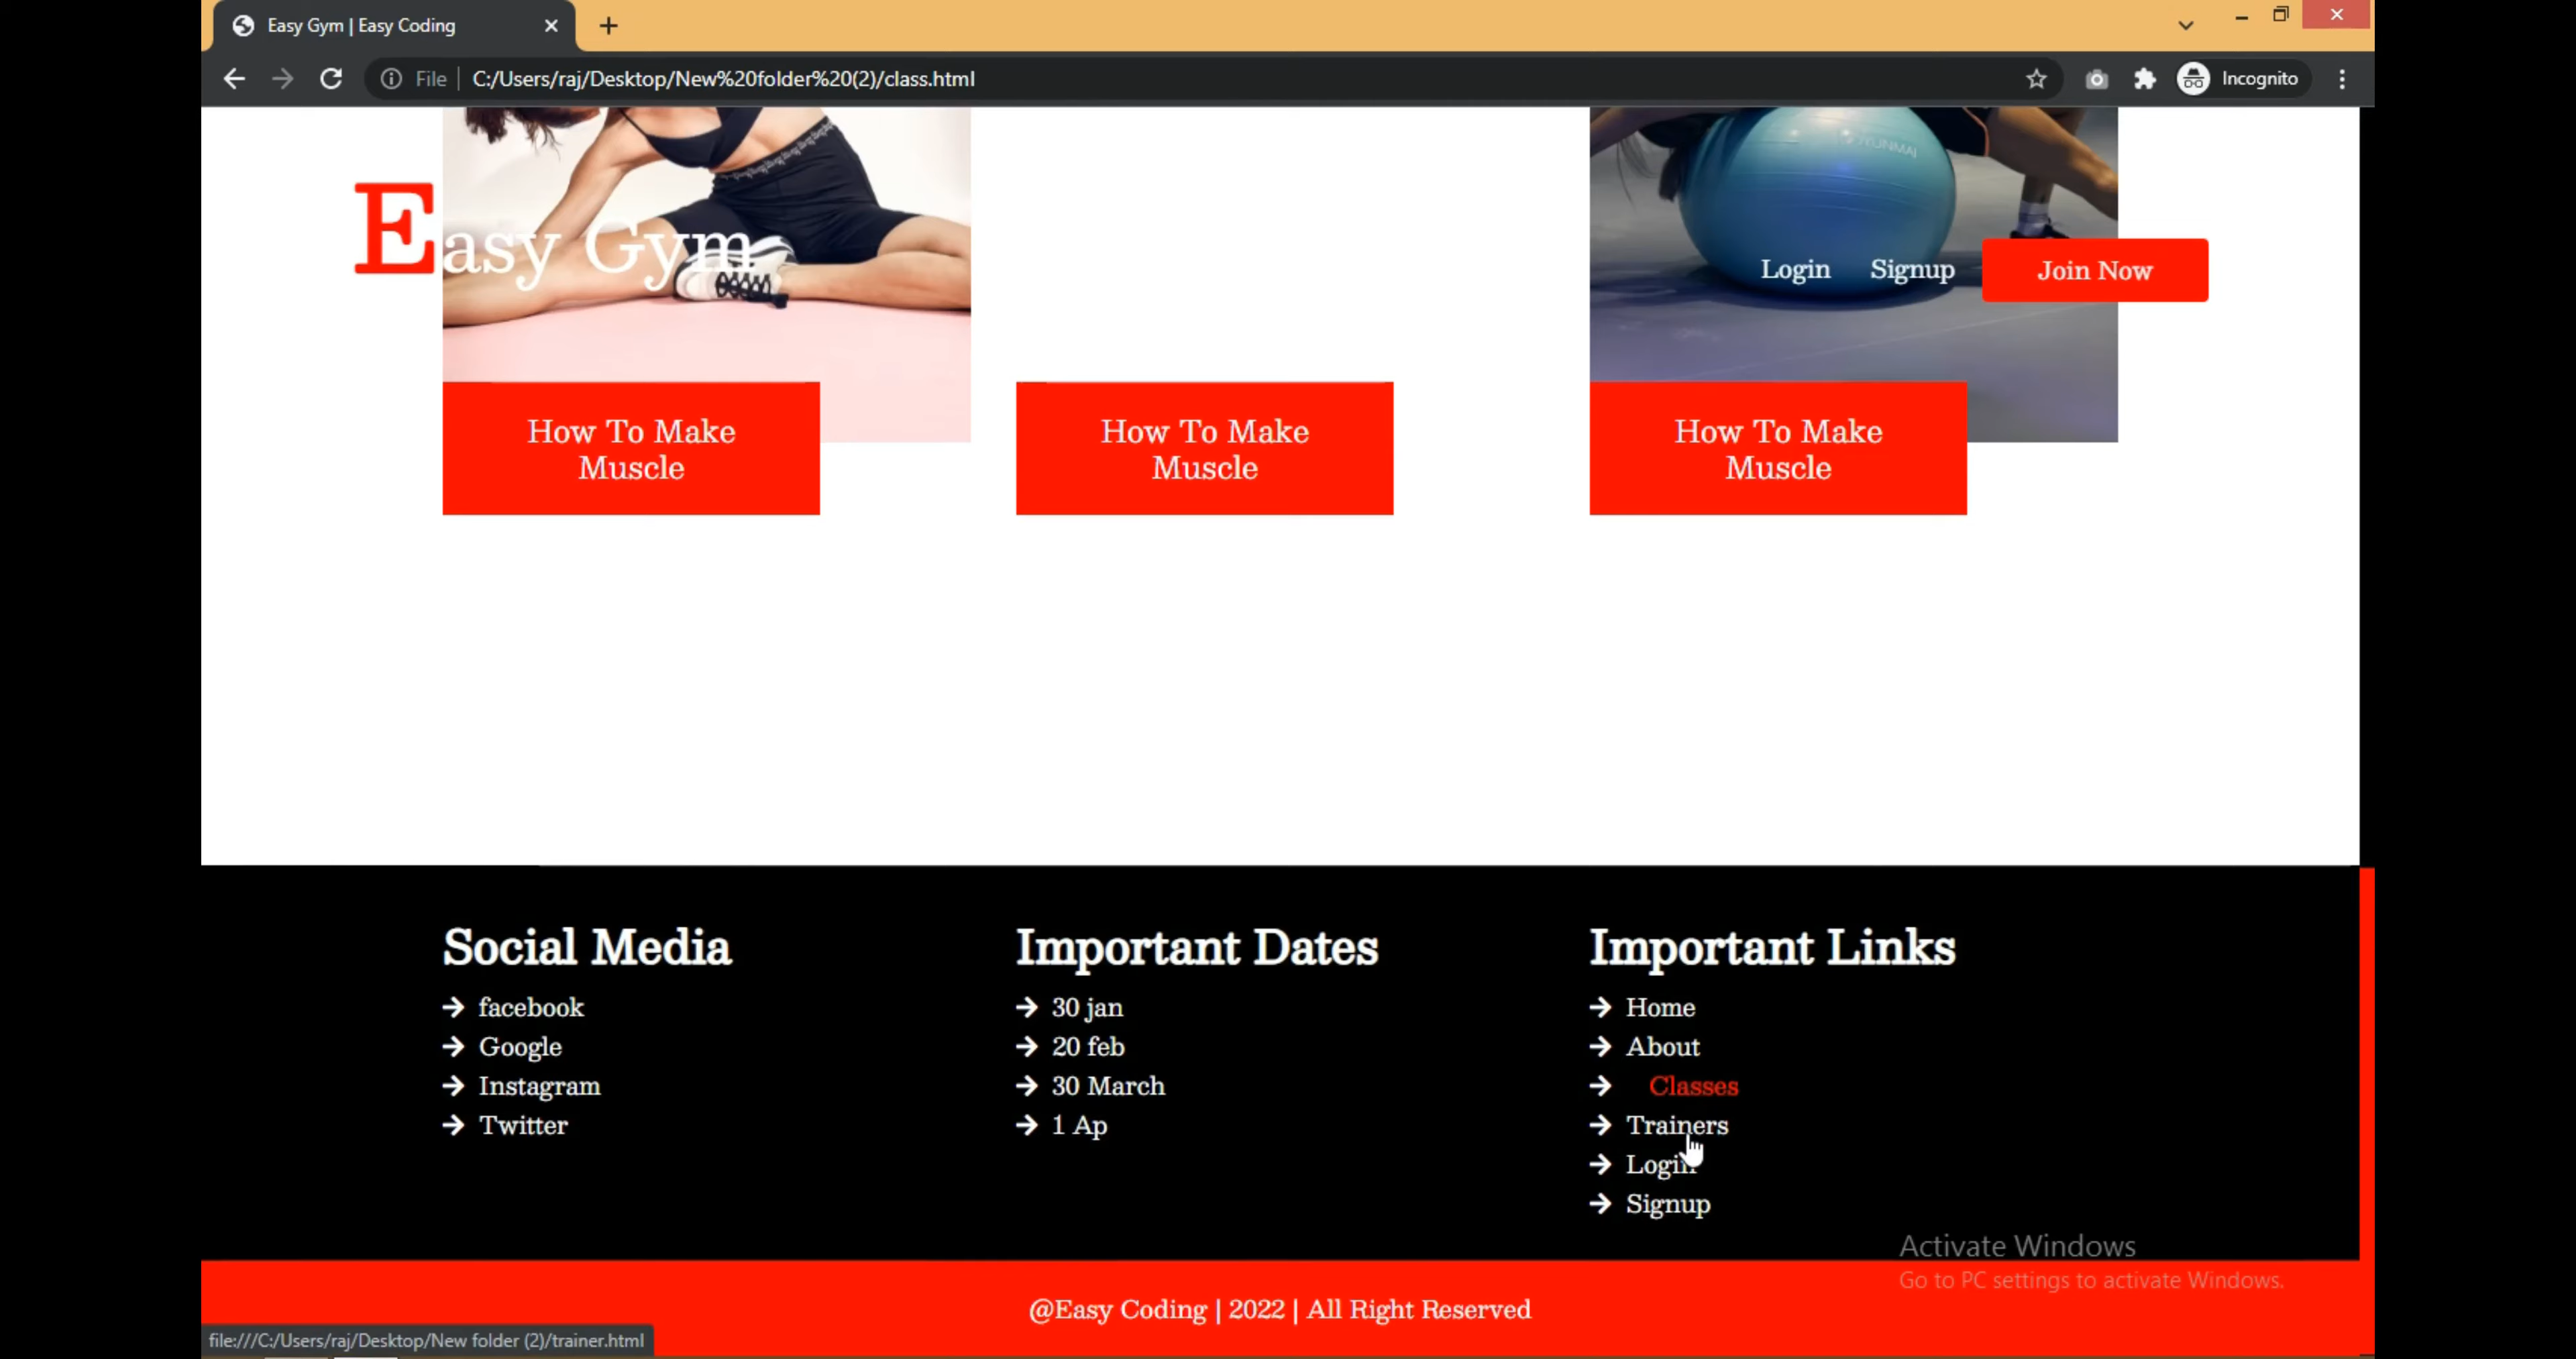 Easy Gym | Easy Coding
File C:/Users/raj/Desktop/New%20folder%20(2)/class.html
Incognito
YUNMAI
Easy Gym
Login Signup Join Now
How To Make
Muscle
How To Make
Muscle
How To Make
Muscle
Social Media
facebook
Google
Instagram
Twitter
Important Dates
30 jan
20 feb
30 March
1 Ap
Important Links
Home
About
Classes
Trainers
Login
Signup
Activate Windows
Go to PC settings to activate Windows.
@Easy Coding | 2022 | All Right Reserved
file:///C:/Users/raj/Desktop/New folder (2)/trainer.html